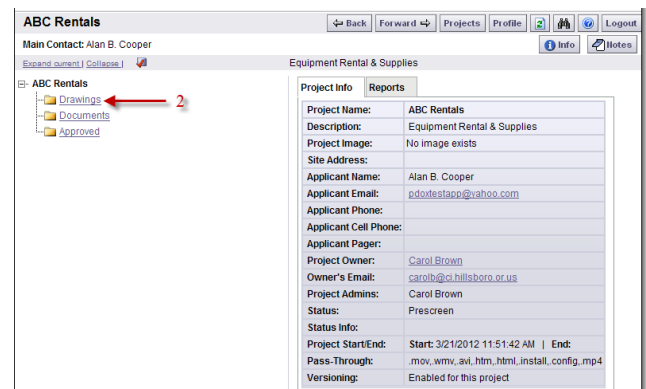 ABC Rentals
Back Forward Projects Profile Logout
Main Contact: Alan B. Cooper
Info Notes
Expand current | Collapse |
Equipment Rental & Supplies
ABC Rentals
Drawings
2
Documents
Approved
Project Info Reports
Project Name: ABC Rentals
Description: Equipment Rental & Supplies
Project Image: No image exists
Site Address:
Applicant Name: Alan B. Cooper
Applicant Email: pdoxtestapp@yahoo.com
Applicant Phone:
Applicant Cell Phone:
Applicant Pager:
Project Owner: Carol Brown
Owner's Email: carolb@ci.hillsboro.or.us
Project Admins: Carol Brown
Status: Prescreen
Status Info:
Project Start/End: Start: 3/21/2012 11:51:42 AM | End:
Pass-Through: .mov,.wmv,.avi,.htm,.html,.install,.config,.mp4
Versioning: Enabled for this project